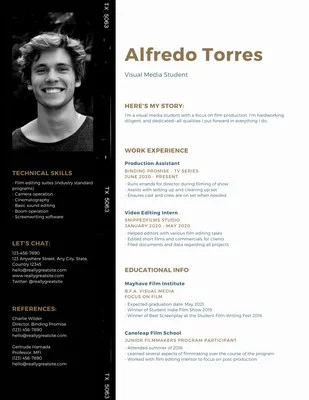 TX 5063
TX 5063
TX 5063
Alfredo Torres
Visual Media Student
HERE'S MY STORY:
I'm a visual media student with a focus on film production. I'm hardworking,
diligent, and dedicated–all qualities I put forward in everything I do.
WORK EXPERIENCE
Production Assistant
BINDING PROMISE - TV SERIES
JUNE 2020 - PRESENT
- Runs errands for director during filming of show
- Assists with setting up and cleaning up set
- Ensures cast and crew are on set when needed
Video Editing Intern
SNIPPEDFILMS STUDIO
JANUARY 2020 - MAY 2020
- Helped editors with various film editing tasks
- Edited short films and commercials for clients
- Filed documents and data regarding all projects
EDUCATIONAL INFO
Mayhave Film Institute
B.F.A. VISUAL MEDIA
FOCUS ON FILM
- Expected graduation date: May 2021
- Winner of Student Indie Film Show 2019
- Winner of Best Screenplay at the Student Film Writing Fest 2016
Caneleap Film School
JUNIOR FILMMAKERS PROGRAM PARTICIPANT
- Attended summer of 2016
- Learned several aspects of filmmaking over the course of the program
- Worked with film editing mentor to focus on post production
TECHNICAL SKILLS
- Film editing suites (industry standard
programs)
- Camera operation
- Cinematography
- Basic sound editing
- Boom operation
- Screenwriting software
LET'S CHAT:
123-456-7890
123 Anywhere Street, Any City, State,
Country 12345
hello@reallygreatsite.com
www.reallygreatsite.com
Twitter: @reallygreatsite
REFERENCES:
Charlie Wilder
Director, Binding Promise
(123) 456 7890
hello@reallygreatsite.com
Gertrude Hamada
Professor, MFI
(123) 456 7890
hello@reallygreatsite.com